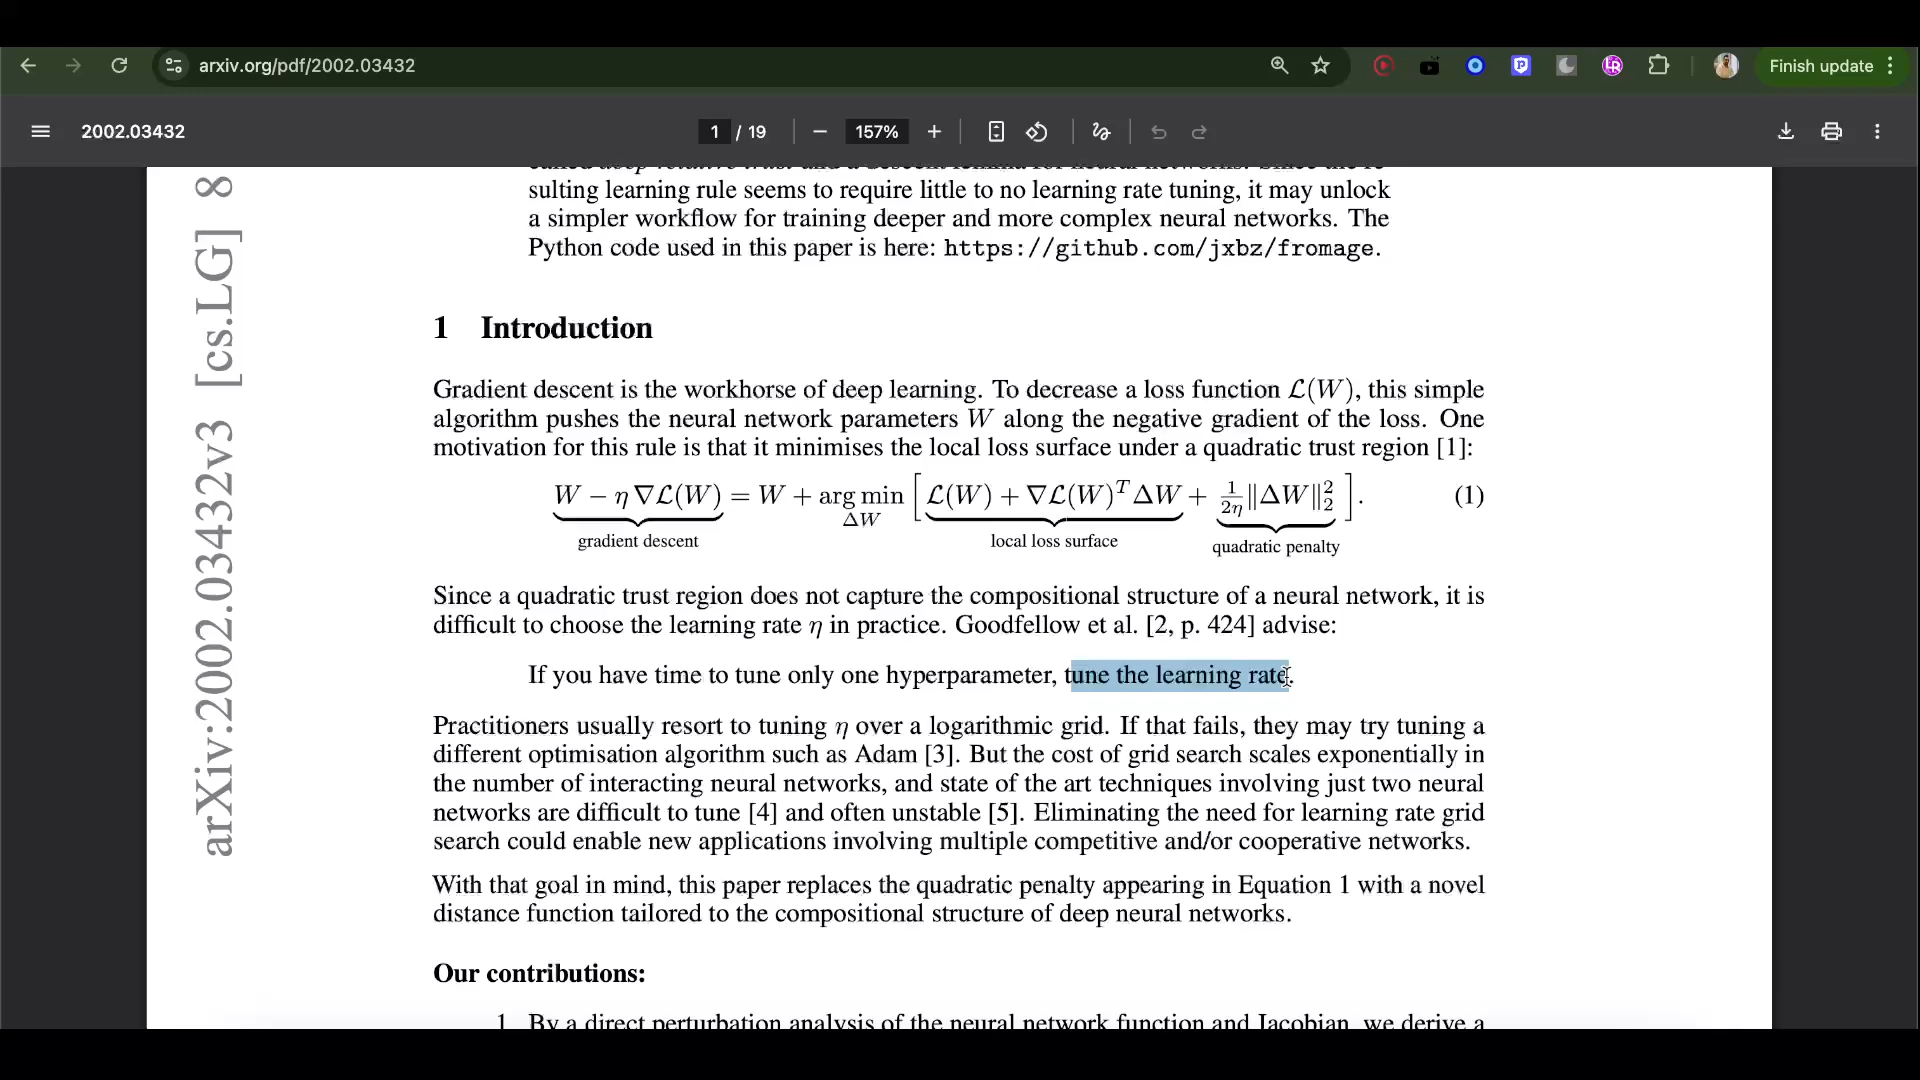 arxiv.org/pdf/2002.03432
Finish update
2002.03432
1 / 19
157%
sulting learning rule seems to require little to no learning rate tuning, it may unlock
a simpler workflow for training deeper and more complex neural networks. The
Python code used in this paper is here: https://github.com/jxbz/fromage.
arXiv:2002.03432v3 [cs.LG] 8
1 Introduction
Gradient descent is the workhorse of deep learning. To decrease a loss function ℒ(W), this simple
algorithm pushes the neural network parameters W along the negative gradient of the loss. One
motivation for this rule is that it minimises the local loss surface under a quadratic trust region [1]:
W − η ∇ℒ(W) = W + arg min [ ℒ(W) + ∇ℒ(W)^T ΔW + 1/2η ‖ΔW‖₂² ]. (1)
ΔW
gradient descent local loss surface quadratic penalty
Since a quadratic trust region does not capture the compositional structure of a neural network, it is
difficult to choose the learning rate η in practice. Goodfellow et al. [2, p. 424] advise:
If you have time to tune only one hyperparameter, tune the learning rate.
Practitioners usually resort to tuning η over a logarithmic grid. If that fails, they may try tuning a
different optimisation algorithm such as Adam [3]. But the cost of grid search scales exponentially in
the number of interacting neural networks, and state of the art techniques involving just two neural
networks are difficult to tune [4] and often unstable [5]. Eliminating the need for learning rate grid
search could enable new applications involving multiple competitive and/or cooperative networks.
With that goal in mind, this paper replaces the quadratic penalty appearing in Equation 1 with a novel
distance function tailored to the compositional structure of deep neural networks.
Our contributions:
1. By a direct perturbation analysis of the neural network function and Jacobian, we derive a